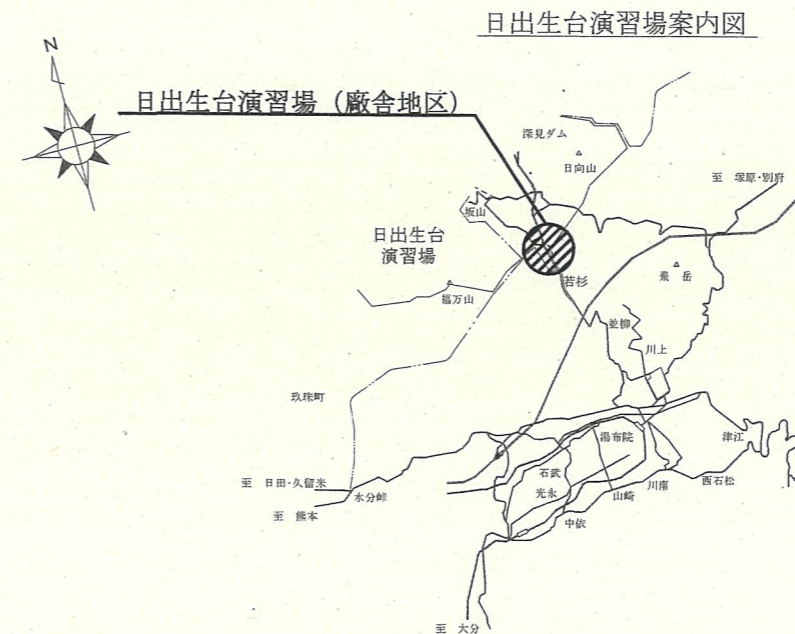 日出生台演習場案内図
N
日出生台演習場（廠舎地区）
深見ダム
日向山
至　塚原・別府
坂山
日出生台
演習場
若杉
飛　岳
福万山
並柳
川上
玖珠町
湯布院
津江
石武
至　日田・久留米
水分峠
光永
山崎
川南
西石松
至　熊本
中依
至　大分